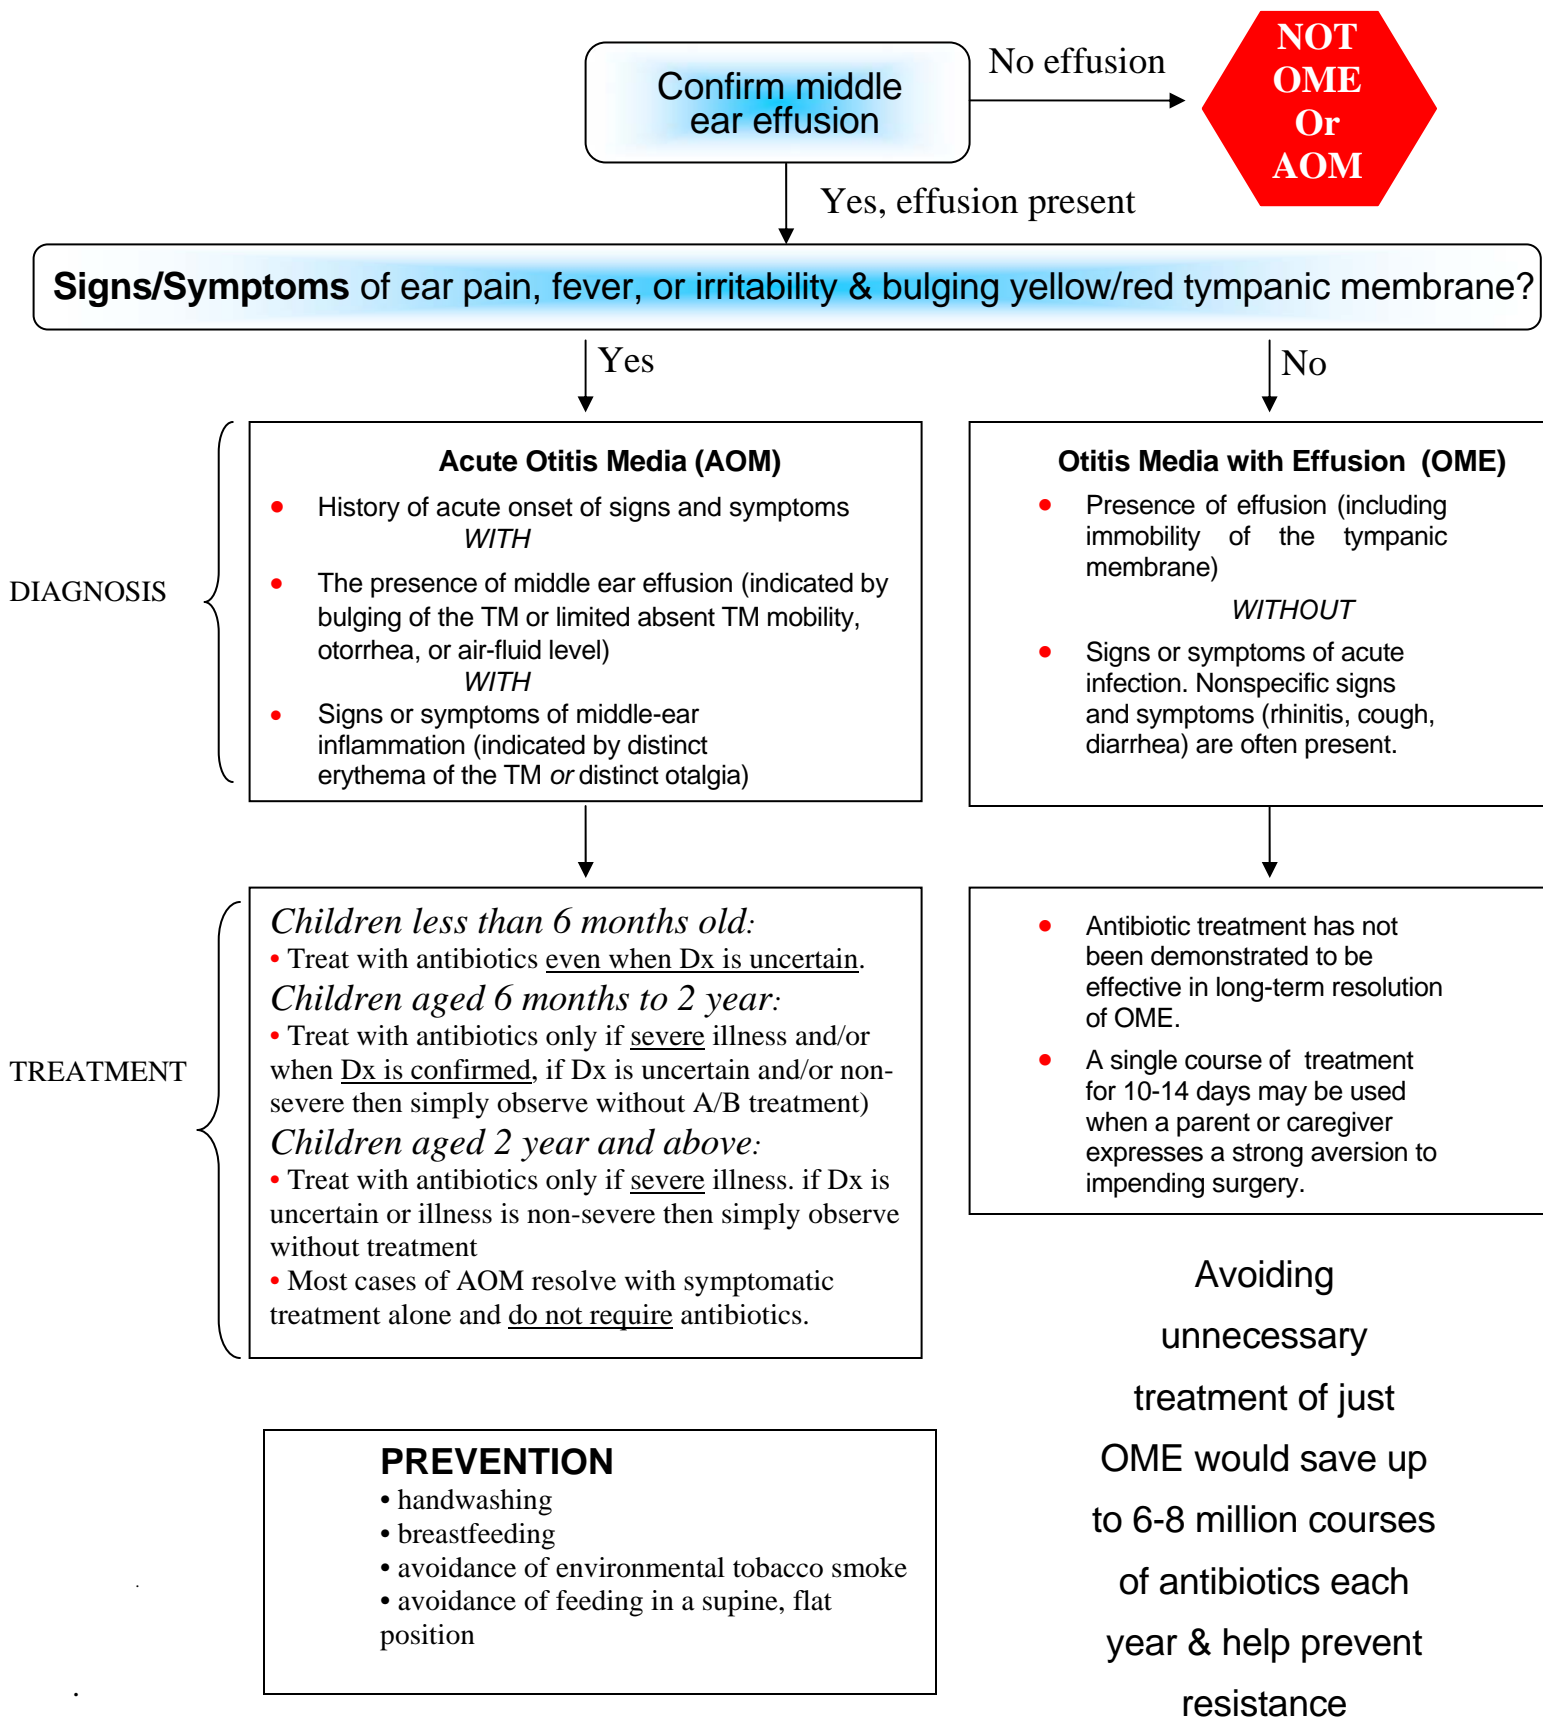 Confirm middle
ear effusion
No effusion
NOT
OME
Or
AOM
Yes, effusion present
Signs/Symptoms of ear pain, fever, or irritability & bulging yellow/red tympanic membrane?
Yes
No
DIAGNOSIS
Acute Otitis Media (AOM)
• History of acute onset of signs and symptoms
WITH
• The presence of middle ear effusion (indicated by
bulging of the TM or limited absent TM mobility,
otorrhea, or air-fluid level)
WITH
• Signs or symptoms of middle-ear
inflammation (indicated by distinct
erythema of the TM or distinct otalgia)
Otitis Media with Effusion (OME)
• Presence of effusion (including
immobility of the tympanic
membrane)
WITHOUT
• Signs or symptoms of acute
infection. Nonspecific signs
and symptoms (rhinitis, cough,
diarrhea) are often present.
TREATMENT
Children less than 6 months old:
• Treat with antibiotics even when Dx is uncertain.
Children aged 6 months to 2 year:
• Treat with antibiotics only if severe illness and/or
when Dx is confirmed, if Dx is uncertain and/or non-
severe then simply observe without A/B treatment)
Children aged 2 year and above:
• Treat with antibiotics only if severe illness. if Dx is
uncertain or illness is non-severe then simply observe
without treatment
• Most cases of AOM resolve with symptomatic
treatment alone and do not require antibiotics.
• Antibiotic treatment has not
been demonstrated to be
effective in long-term resolution
of OME.
• A single course of treatment
for 10-14 days may be used
when a parent or caregiver
expresses a strong aversion to
impending surgery.
PREVENTION
• handwashing
• breastfeeding
• avoidance of environmental tobacco smoke
• avoidance of feeding in a supine, flat
position
Avoiding
unnecessary
treatment of just
OME would save up
to 6-8 million courses
of antibiotics each
year & help prevent
resistance